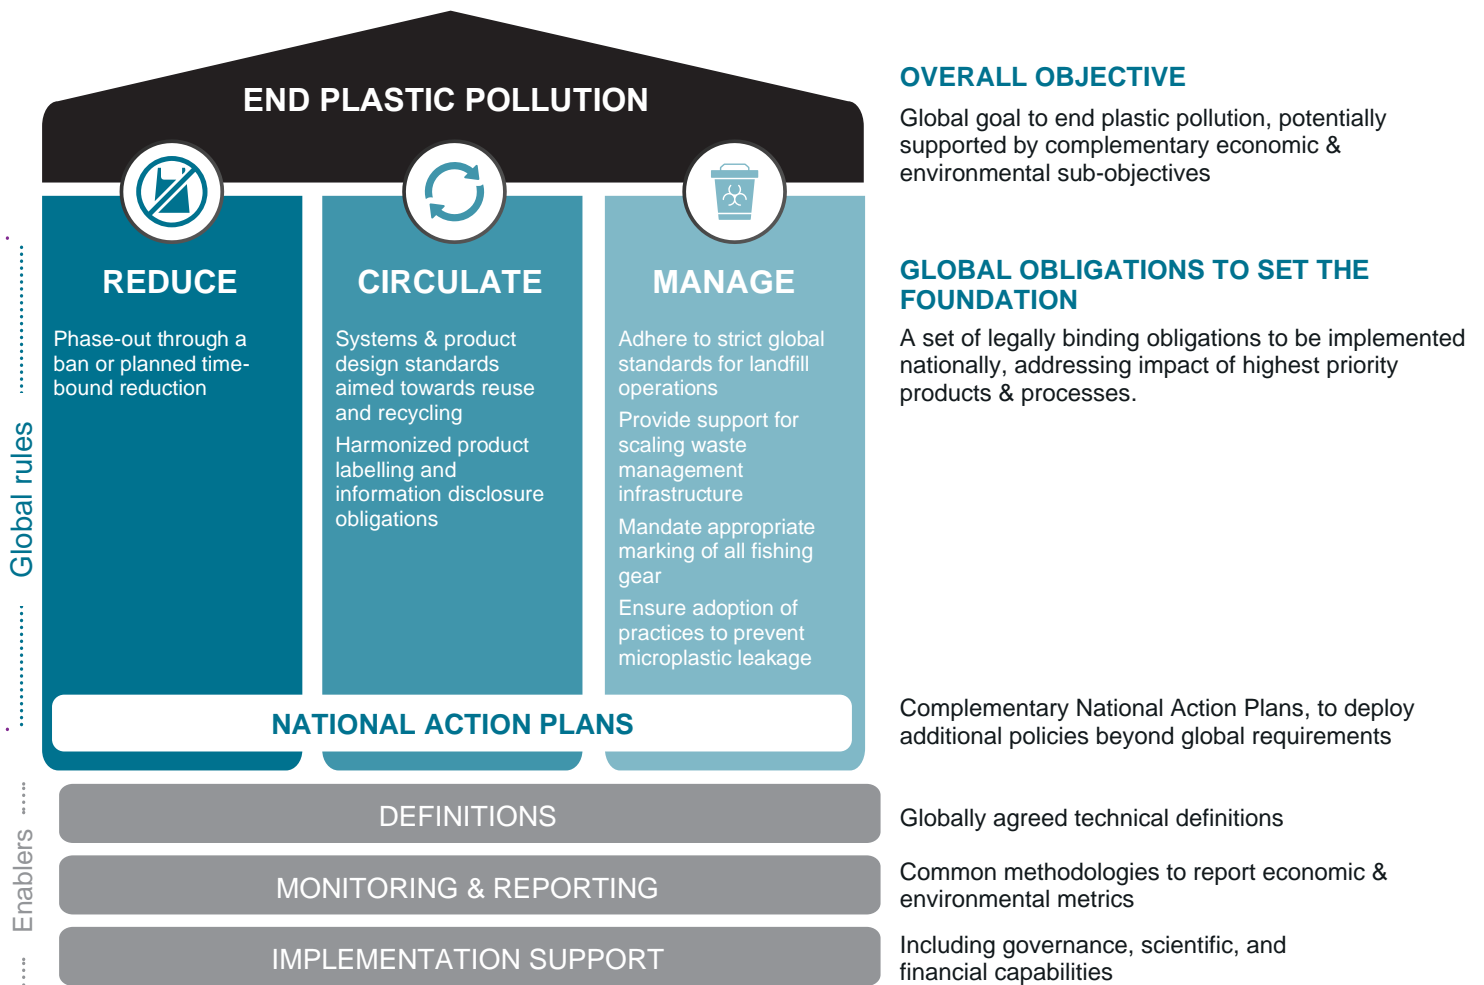 END PLASTIC POLLUTION
OVERALL OBJECTIVE
Global goal to end plastic pollution, potentially
supported by complementary economic &
environmental sub-objectives
Global rules
REDUCE
Phase-out through a
ban or planned time-
bound reduction
CIRCULATE
Systems & product
design standards
aimed towards reuse
and recycling
Harmonized product
labelling and
information disclosure
obligations
MANAGE
Adhere to strict global
standards for landfill
operations
Provide support for
scaling waste
management
infrastructure
Mandate appropriate
marking of all fishing
gear
Ensure adoption of
practices to prevent
microplastic leakage
GLOBAL OBLIGATIONS TO SET THE
FOUNDATION
A set of legally binding obligations to be implemented
nationally, addressing impact of highest priority
products & processes.
NATIONAL ACTION PLANS
Complementary National Action Plans, to deploy
additional policies beyond global requirements
Enablers
DEFINITIONS
Globally agreed technical definitions
MONITORING & REPORTING
Common methodologies to report economic &
environmental metrics
IMPLEMENTATION SUPPORT
Including governance, scientific, and
financial capabilities